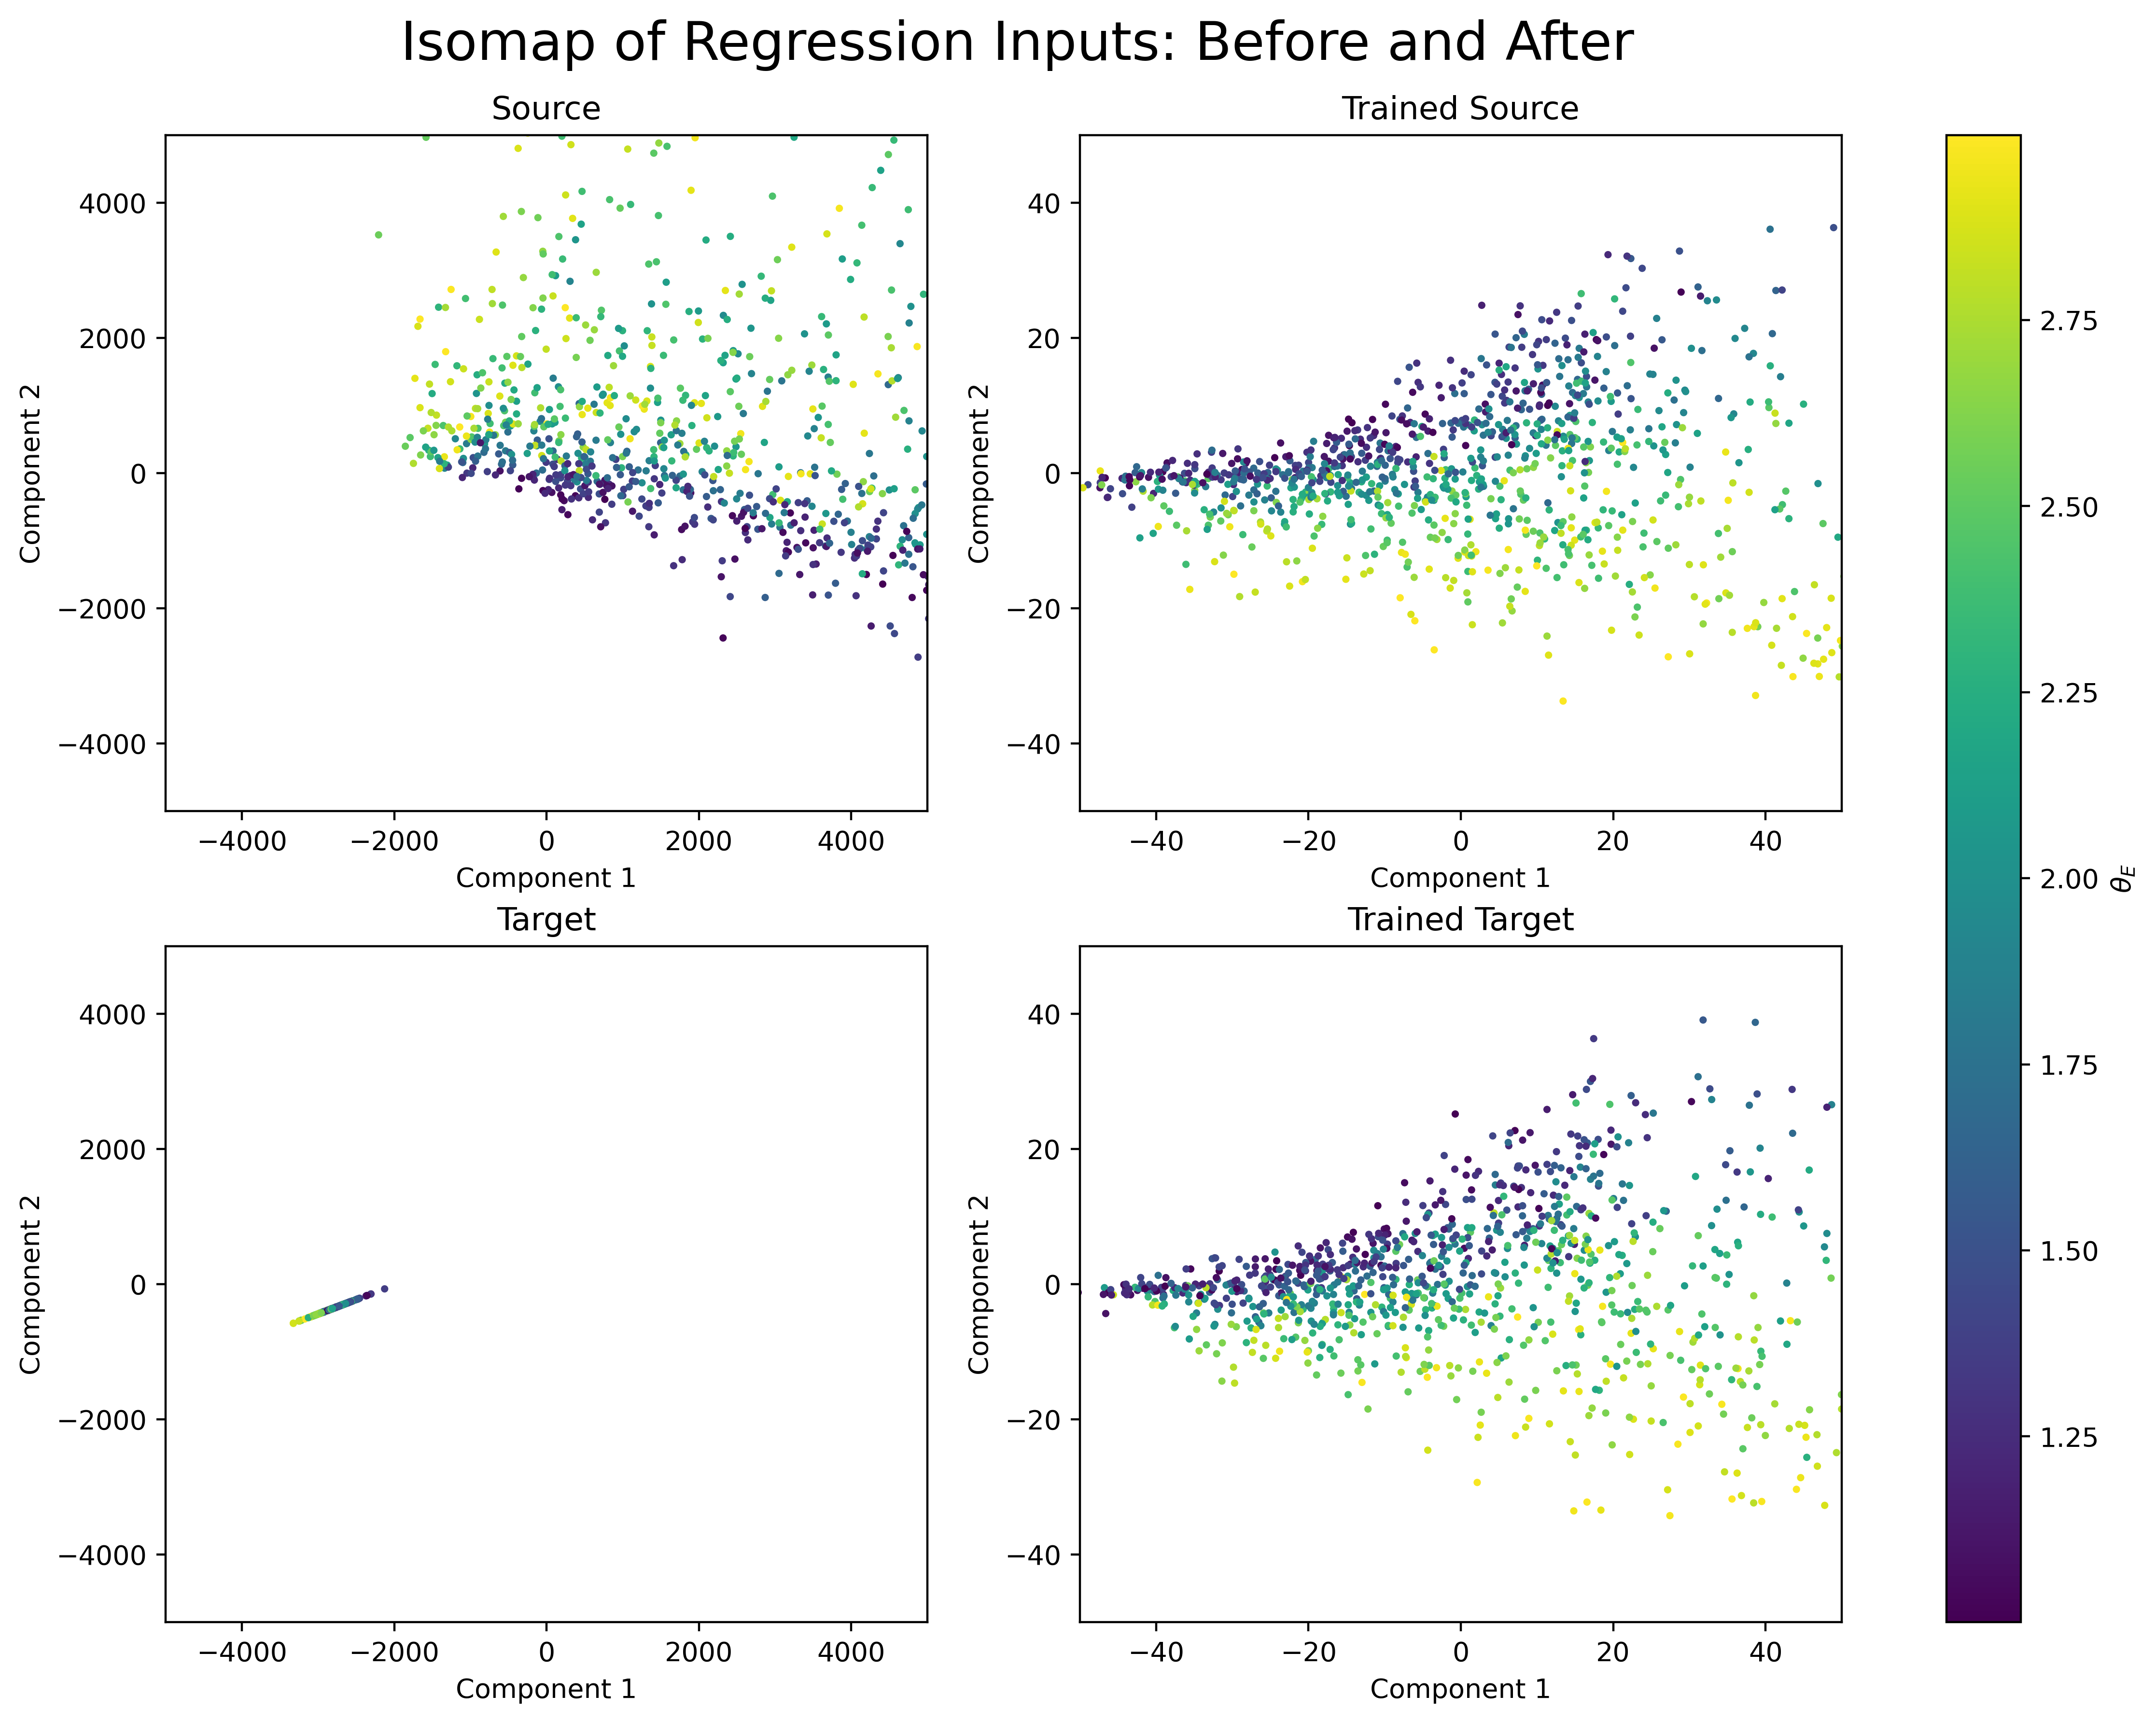 Isomap of Regression Inputs: Before and After
Source
4000
2000
0
−2000
−4000
Component 2
−4000 −2000 0 2000 4000
Component 1
Trained Source
40
20
0
−20
−40
Component 2
−40 −20 0 20 40
Component 1
Target
4000
2000
0
−2000
−4000
Component 2
−4000 −2000 0 2000 4000
Component 1
Trained Target
40
20
0
−20
−40
Component 2
−40 −20 0 20 40
Component 1
2.75
2.50
2.25
2.00
1.75
1.50
1.25
θ_E